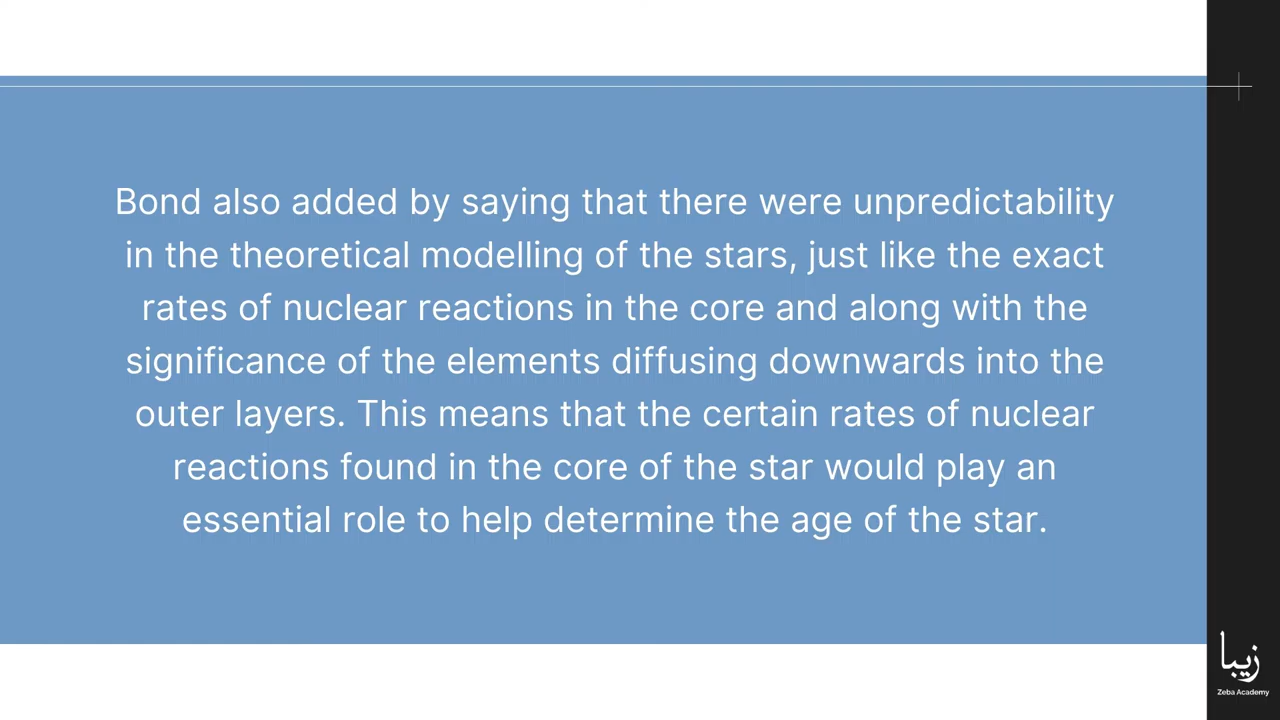 Bond also added by saying that there were unpredictability
in the theoretical modelling of the stars, just like the exact
rates of nuclear reactions in the core and along with the
significance of the elements diffusing downwards into the
outer layers. This means that the certain rates of nuclear
reactions found in the core of the star would play an
essential role to help determine the age of the star.
زيبا
Zeba Academy